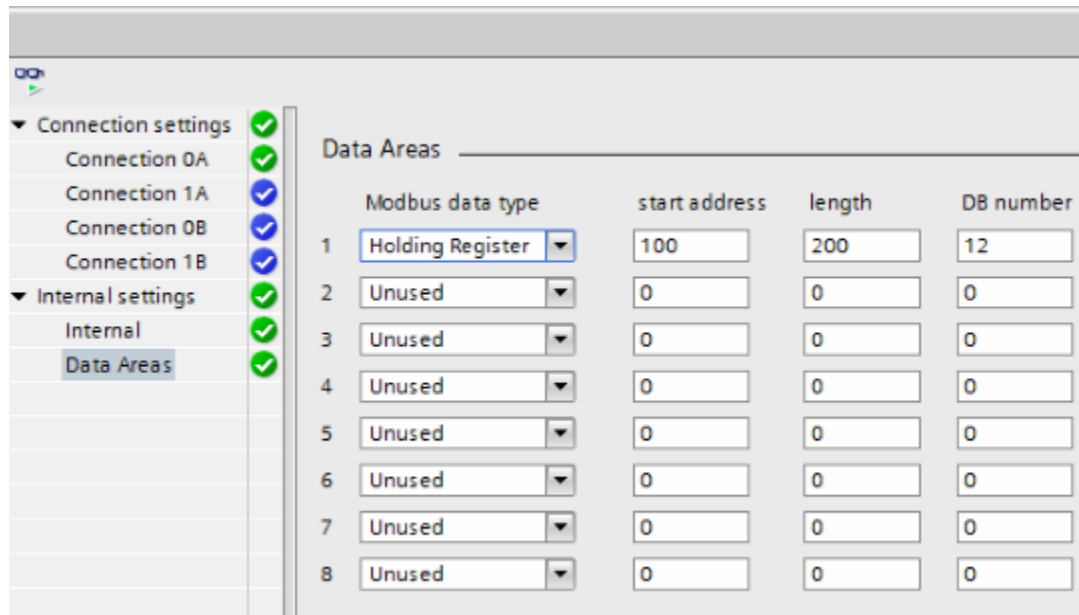 Connection settings
Connection 0A
Connection 1A
Connection 0B
Connection 1B
Internal settings
Internal
Data Areas
Data Areas
Modbus data type start address length DB number
1 Holding Register 100 200 12
2 Unused 0 0 0
3 Unused 0 0 0
4 Unused 0 0 0
5 Unused 0 0 0
6 Unused 0 0 0
7 Unused 0 0 0
8 Unused 0 0 0